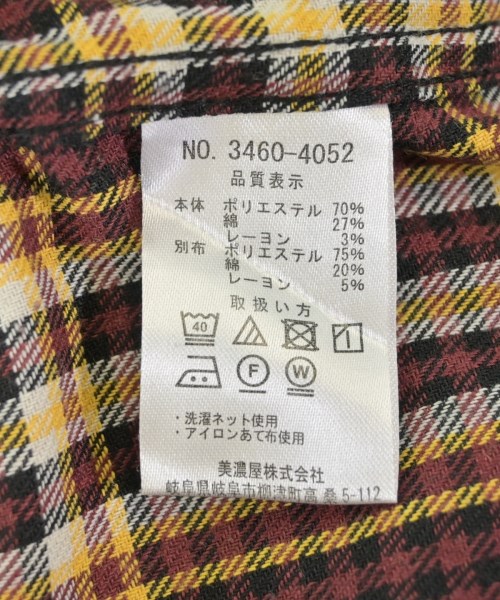 NO. 3460-4052
品質表示
本体 ポリエステル 70%
綿 27%
レーヨン 3%
別布 ポリエステル 75%
綿 20%
レーヨン 5%
取扱い方
40
F W
・洗濯ネット使用
・アイロンあて布使用
美濃屋株式会社
岐阜県岐阜市柳津町高桑5-112